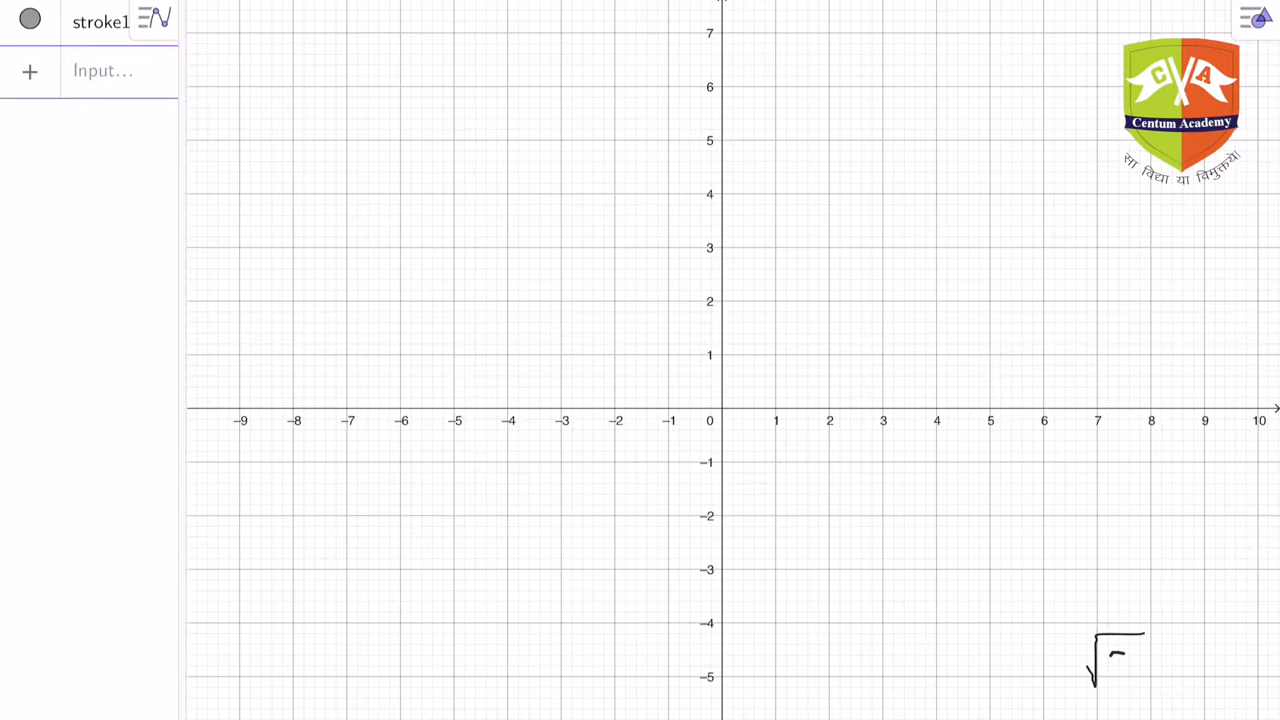 stroke1
Input...
7
6
5
4
3
2
1
–9 –8 –7 –6 –5 –4 –3 –2 –1 0 1 2 3 4 5 6 7 8 9 10
–1
–2
–3
–4
–5
C A
Centum Academy
सा विद्या या विमुक्तये।
√